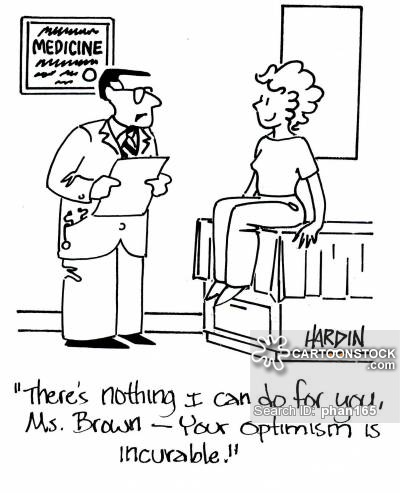 MEDICINE
HARDIN
CARTOONSTOCK
.com
Search ID: phan165
"There's nothing I can do for you,
Ms. Brown — Your optimism is
incurable!"